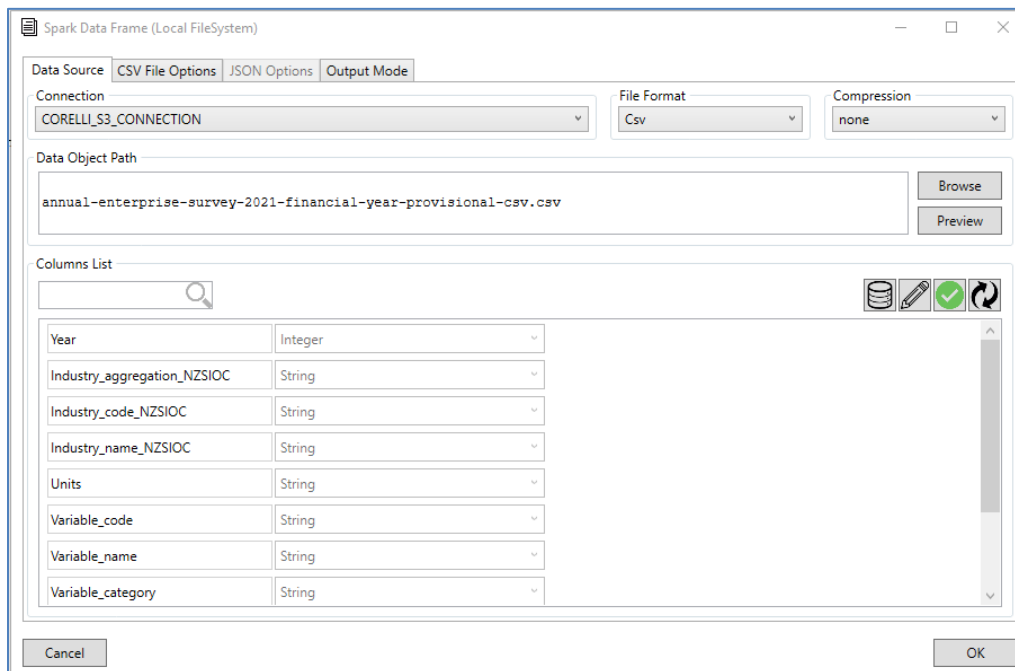 Spark Data Frame (Local FileSystem)
Data Source CSV File Options JSON Options Output Mode
Connection File Format Compression
CORELLI_S3_CONNECTION Csv none
Data Object Path
Browse
annual-enterprise-survey-2021-financial-year-provisional-csv.csv
Preview
Columns List
Year Integer
Industry_aggregation_NZSIOC String
Industry_code_NZSIOC String
Industry_name_NZSIOC String
Units String
Variable_code String
Variable_name String
Variable_category String
Cancel OK